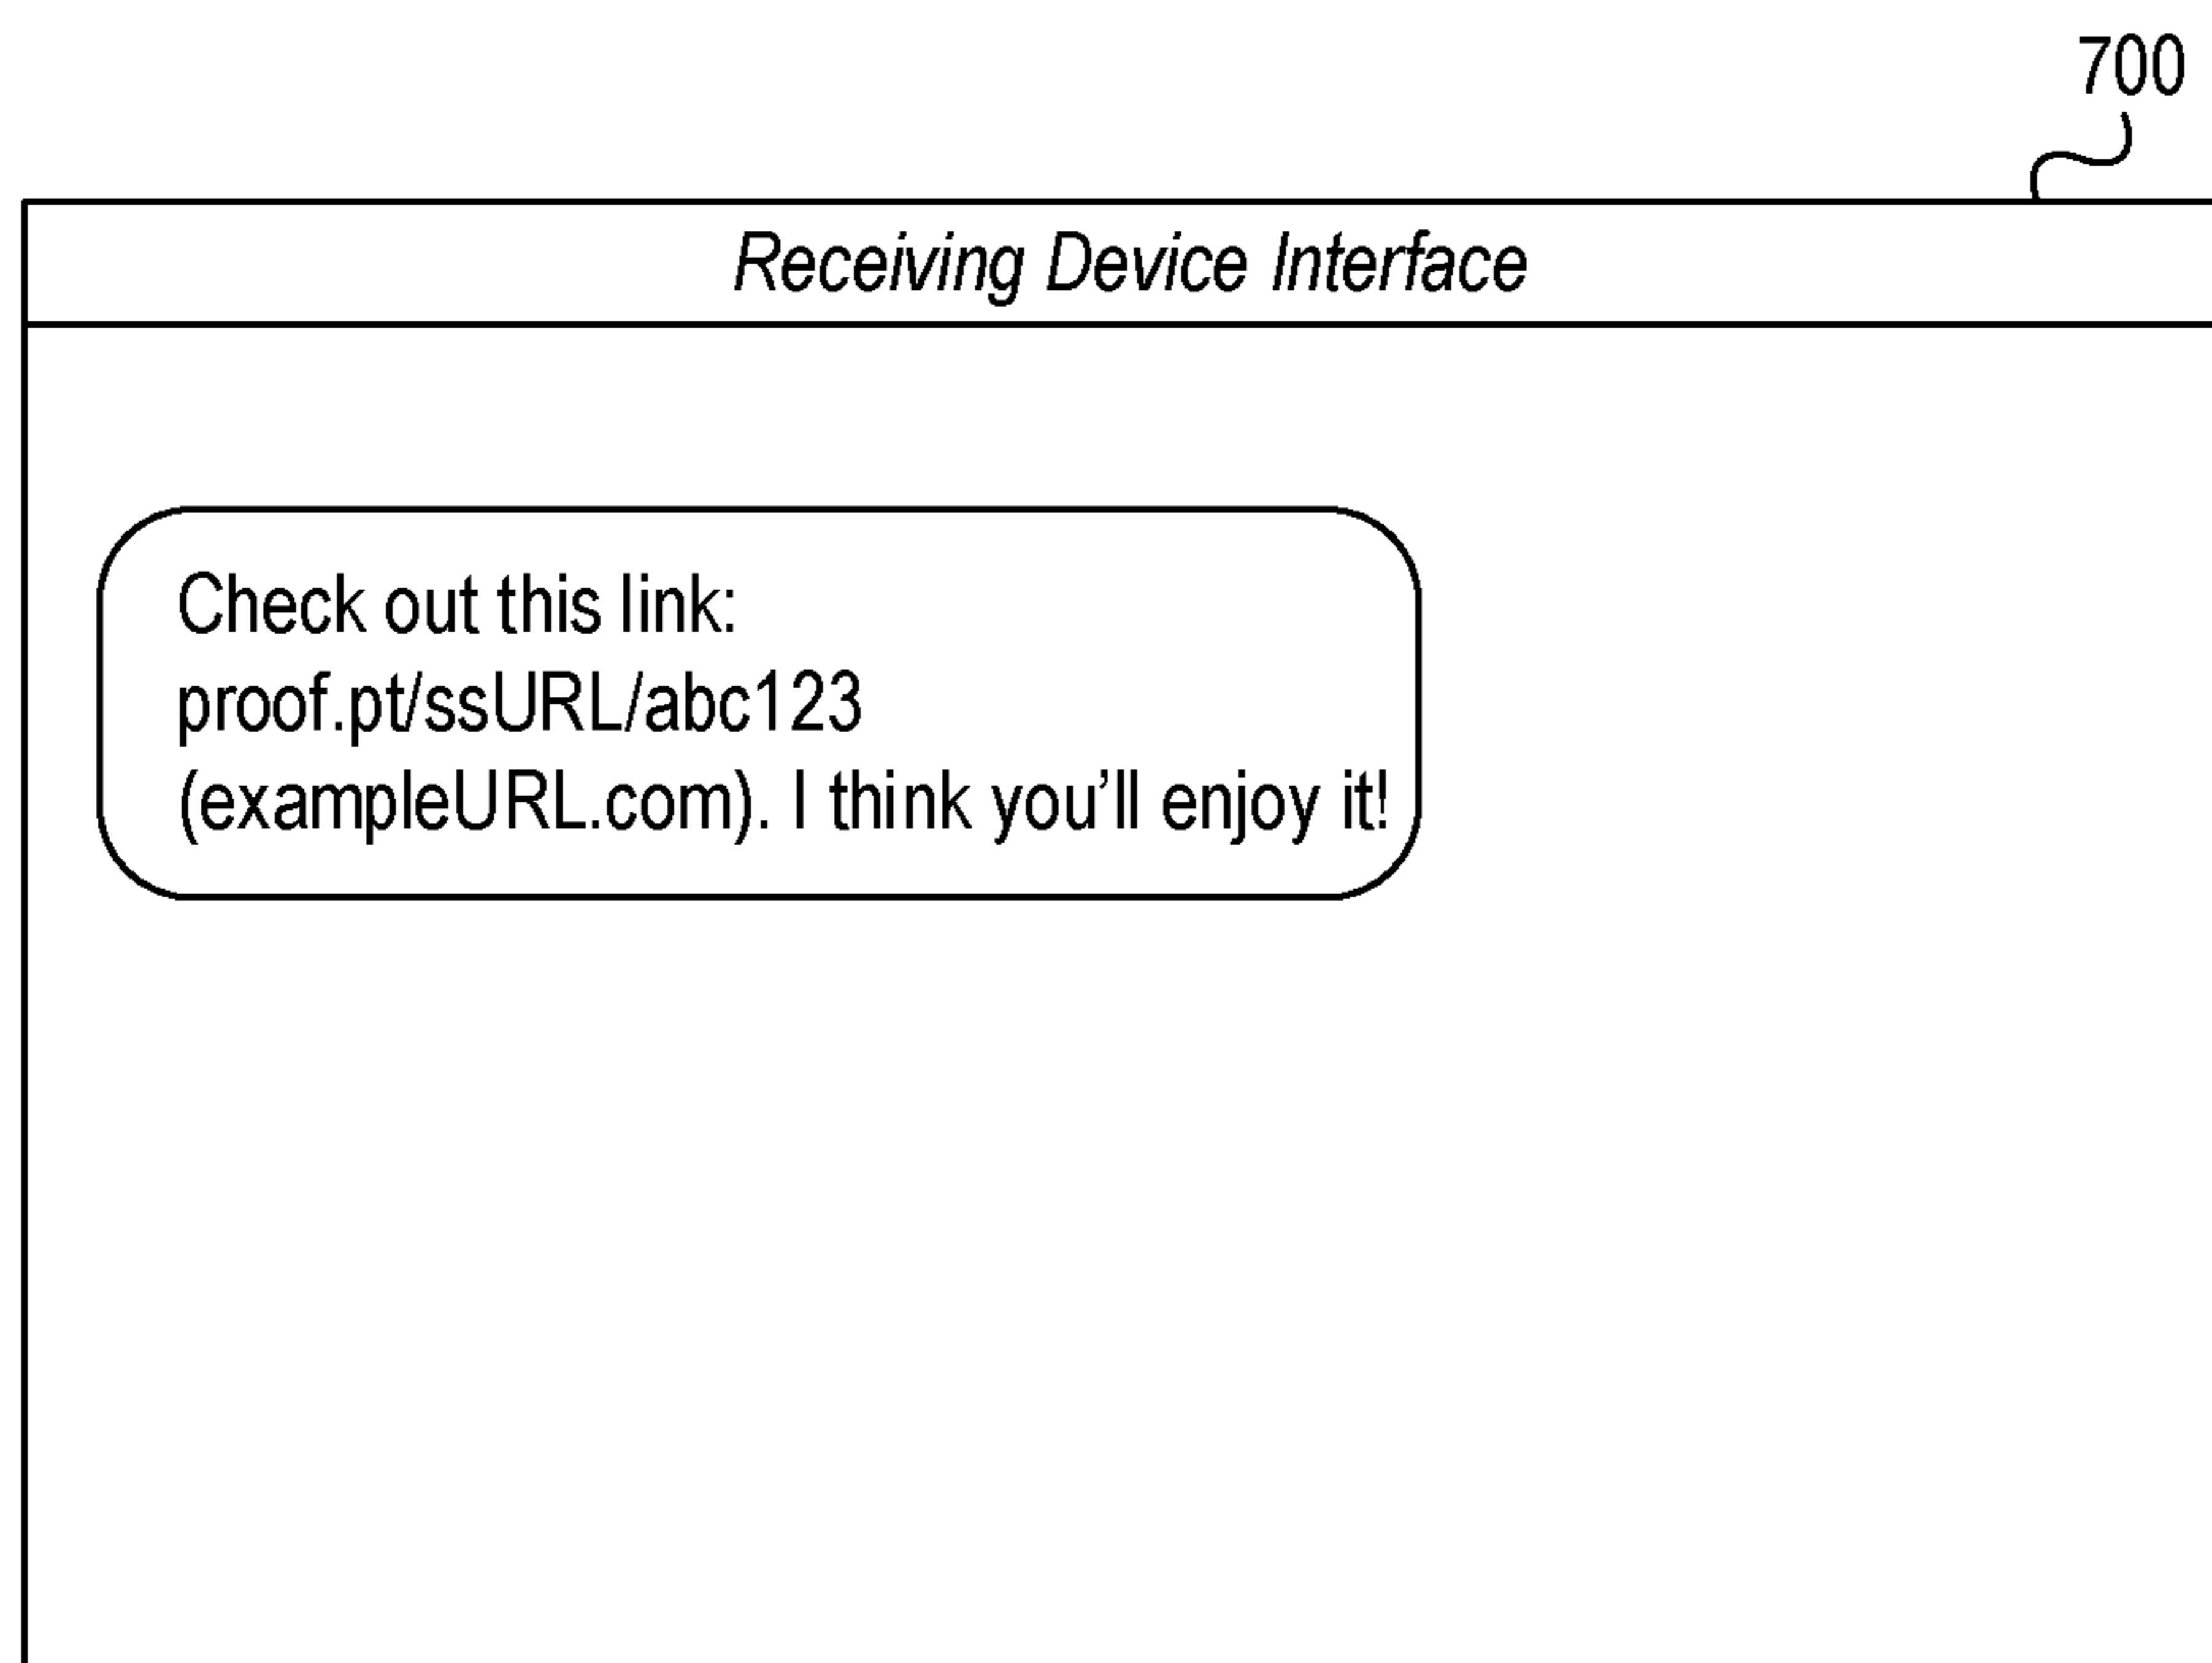 700
Receiving Device Interface
Check out this link:
proof.pt/ssURL/abc123
(exampleURL.com). I think you’ll enjoy it!